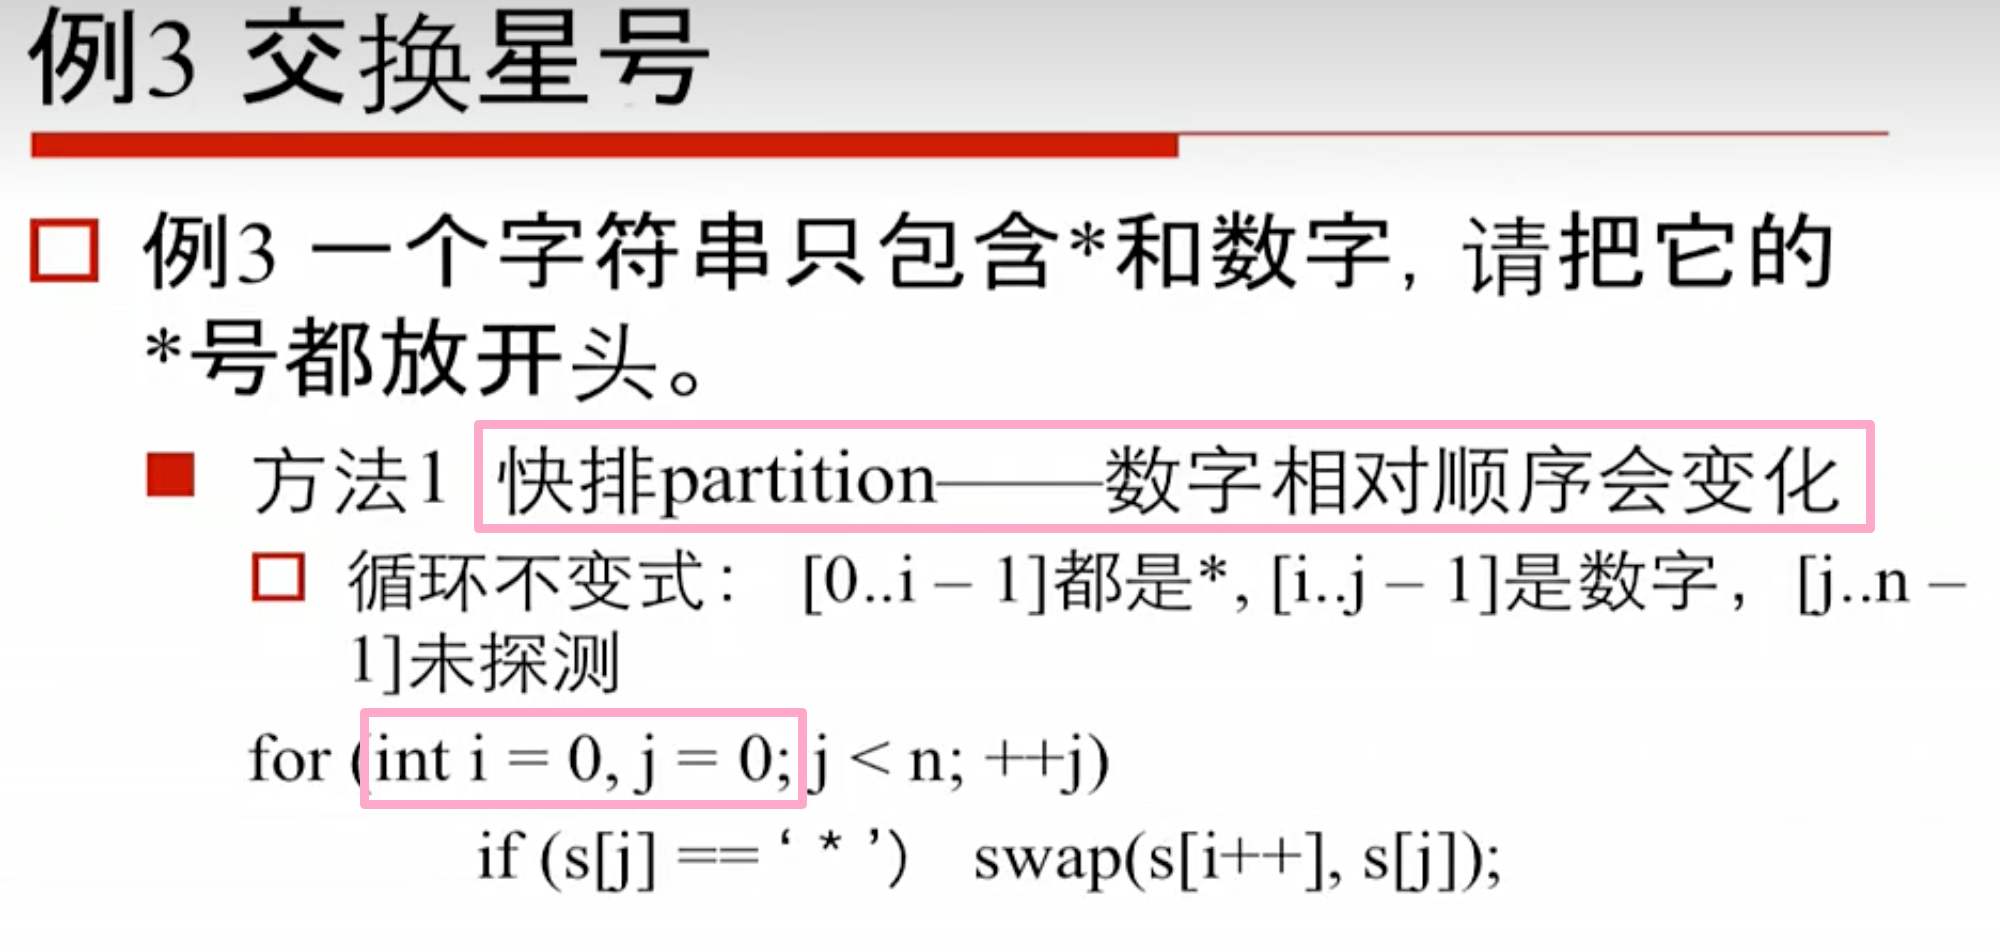 例3 交换星号
例3 一个字符串只包含*和数字，请把它的
*号都放开头。
方法1 快排partition——数字相对顺序会变化
循环不变式： [0..i – 1]都是*, [i..j – 1]是数字，[j..n –
1]未探测
for (int i = 0, j = 0; j < n; ++j)
if (s[j] == ‘ * ’) swap(s[i++], s[j]);